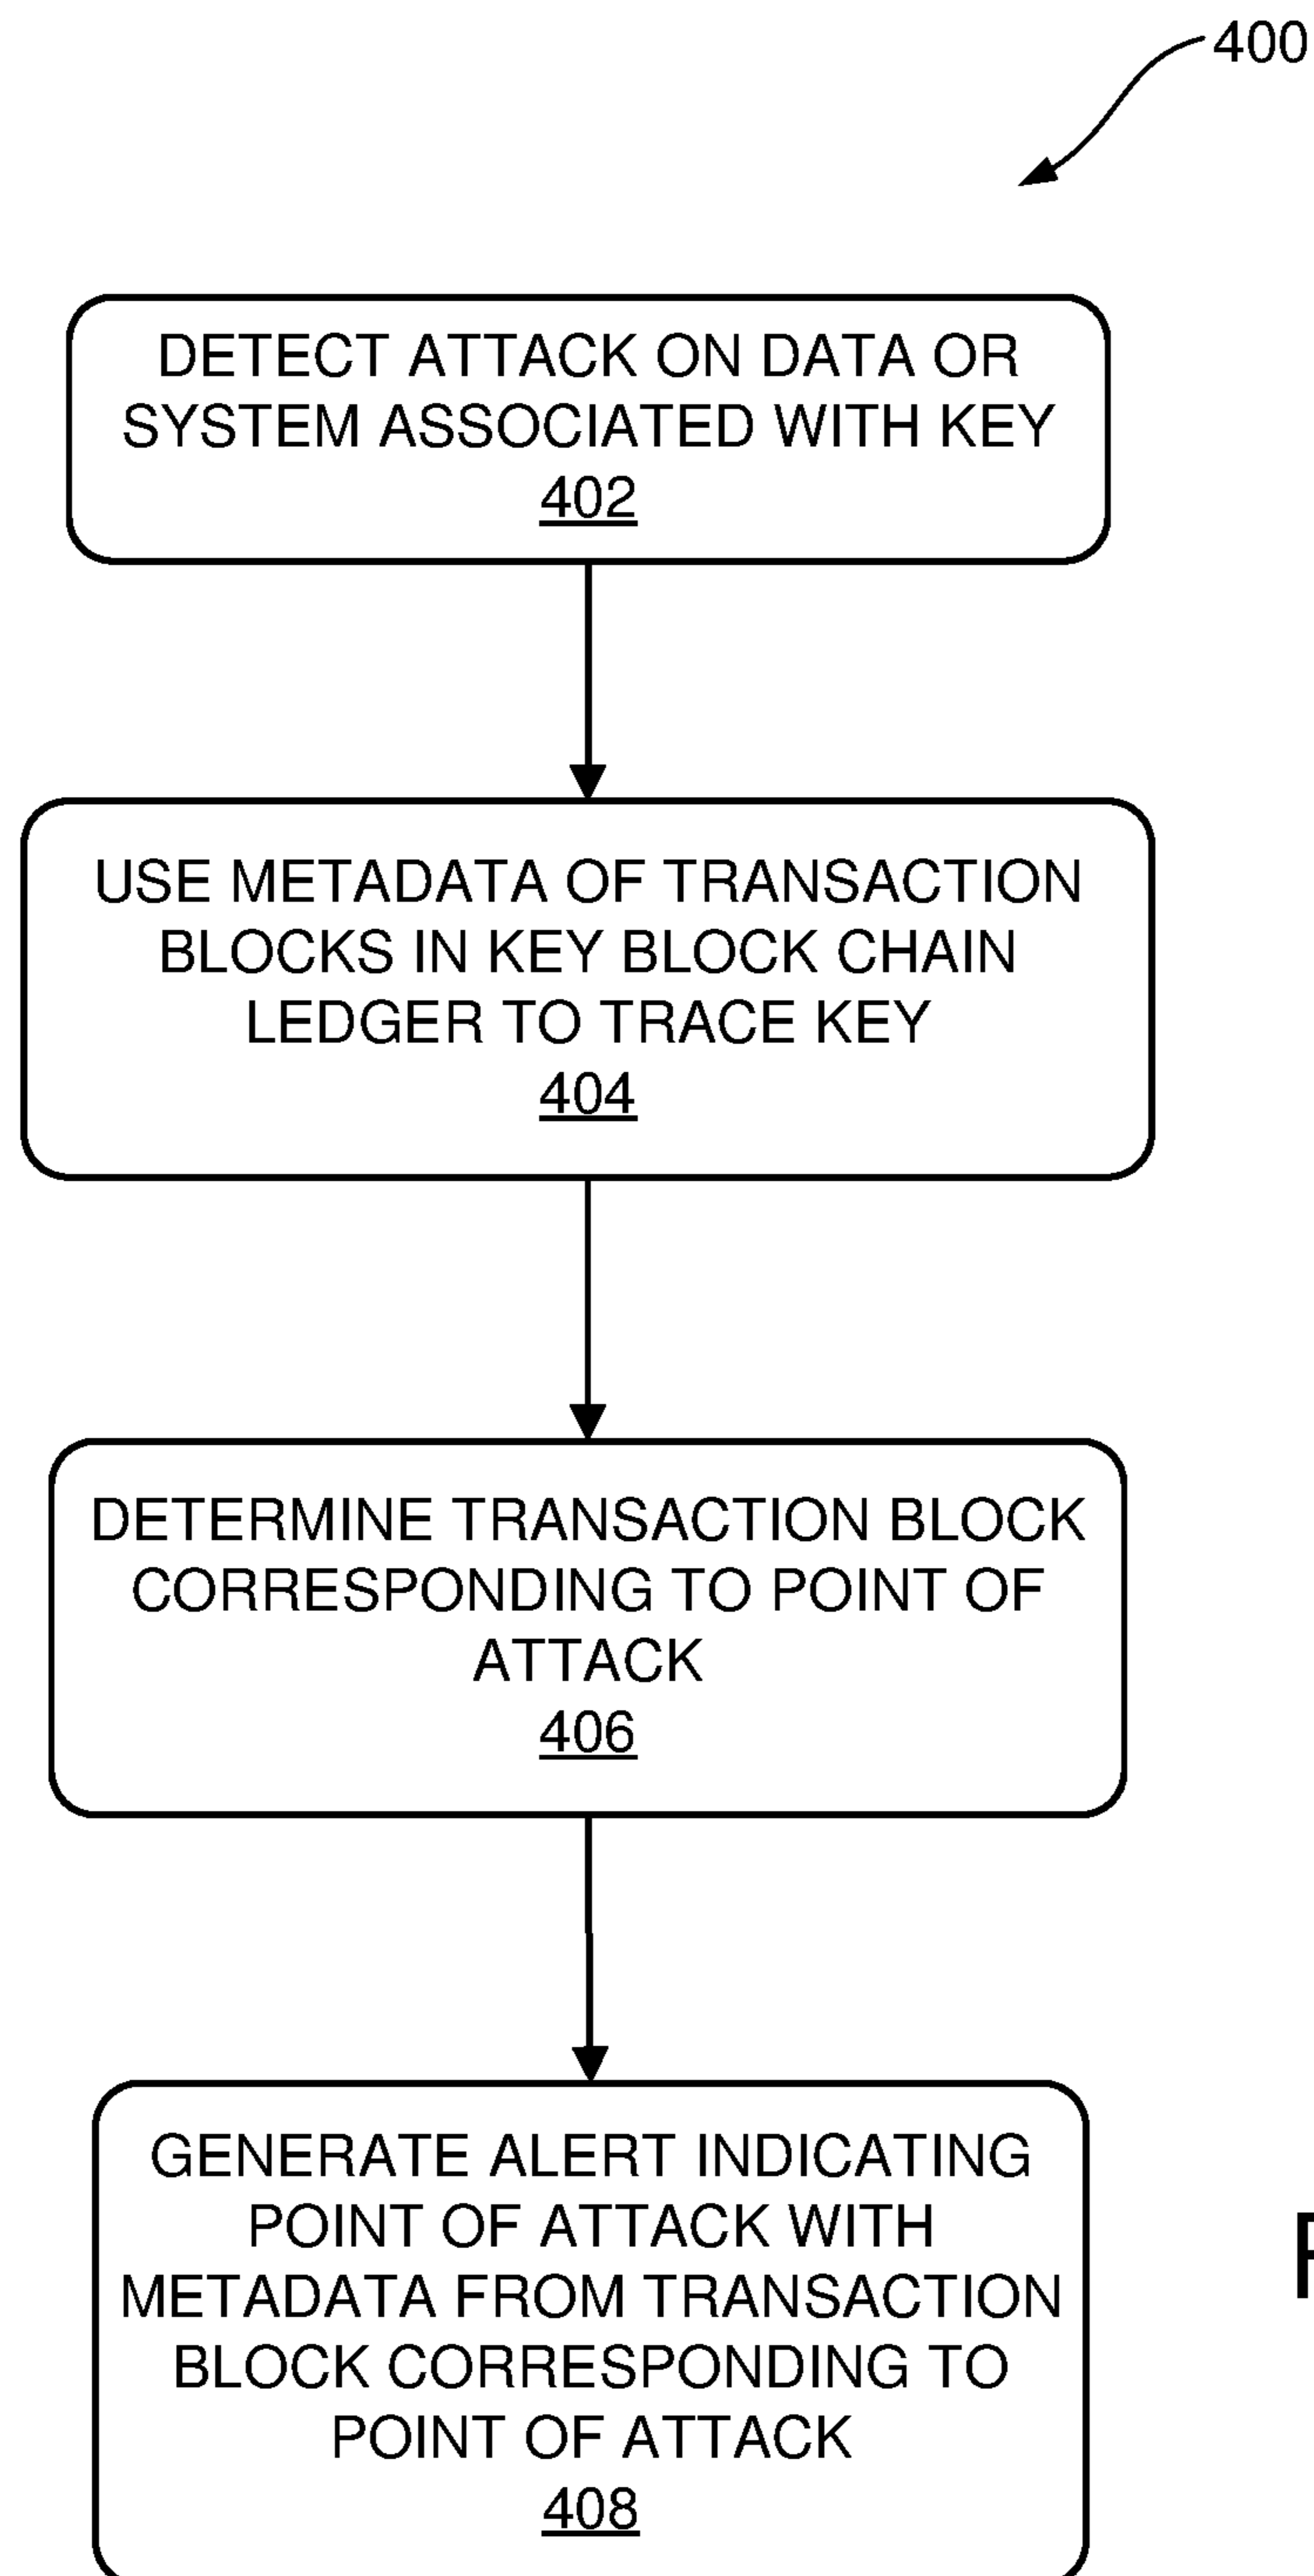 400
DETECT ATTACK ON DATA OR
SYSTEM ASSOCIATED WITH KEY
402
USE METADATA OF TRANSACTION
BLOCKS IN KEY BLOCK CHAIN
LEDGER TO TRACE KEY
404
DETERMINE TRANSACTION BLOCK
CORRESPONDING TO POINT OF
ATTACK
406
GENERATE ALERT INDICATING
POINT OF ATTACK WITH
METADATA FROM TRANSACTION
BLOCK CORRESPONDING TO
POINT OF ATTACK
408